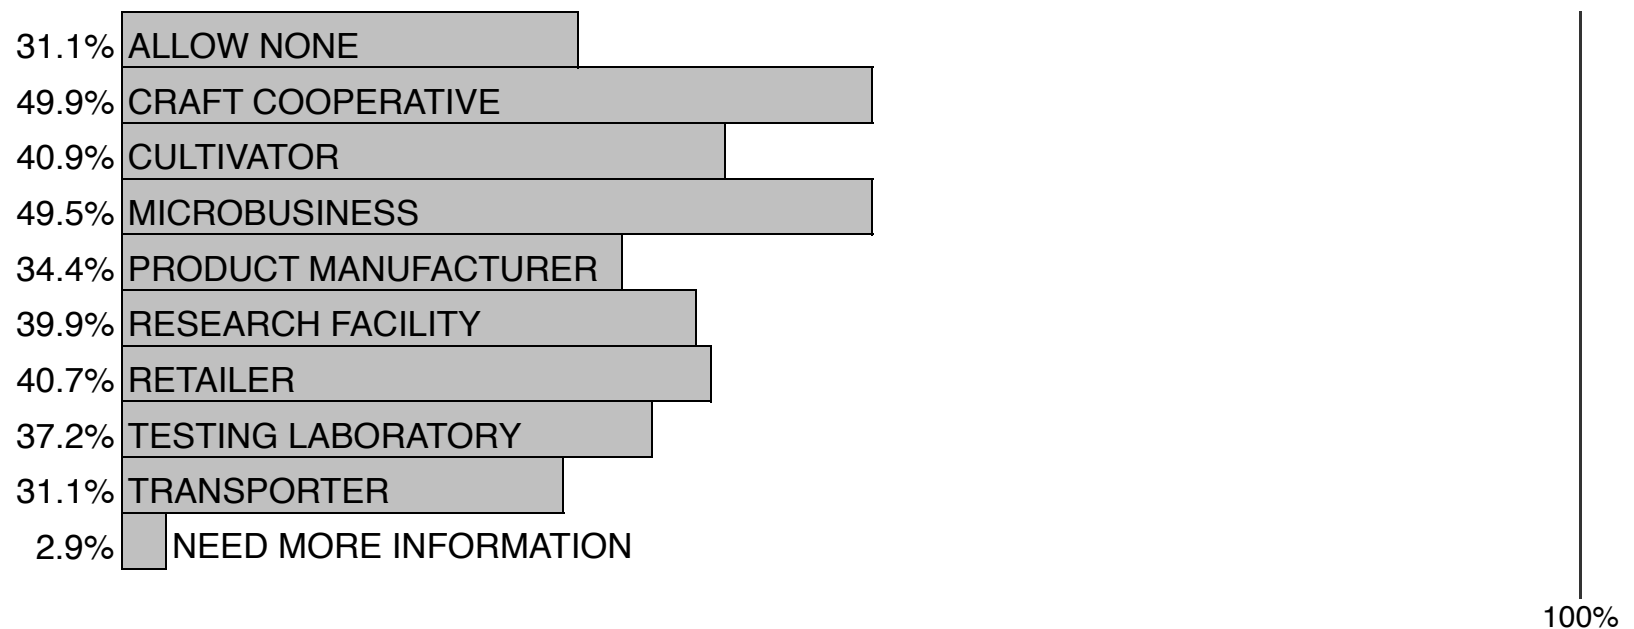 31.1% ALLOW NONE
49.9% CRAFT COOPERATIVE
40.9% CULTIVATOR
49.5% MICROBUSINESS
34.4% PRODUCT MANUFACTURER
39.9% RESEARCH FACILITY
40.7% RETAILER
37.2% TESTING LABORATORY
31.1% TRANSPORTER
2.9% NEED MORE INFORMATION
100%